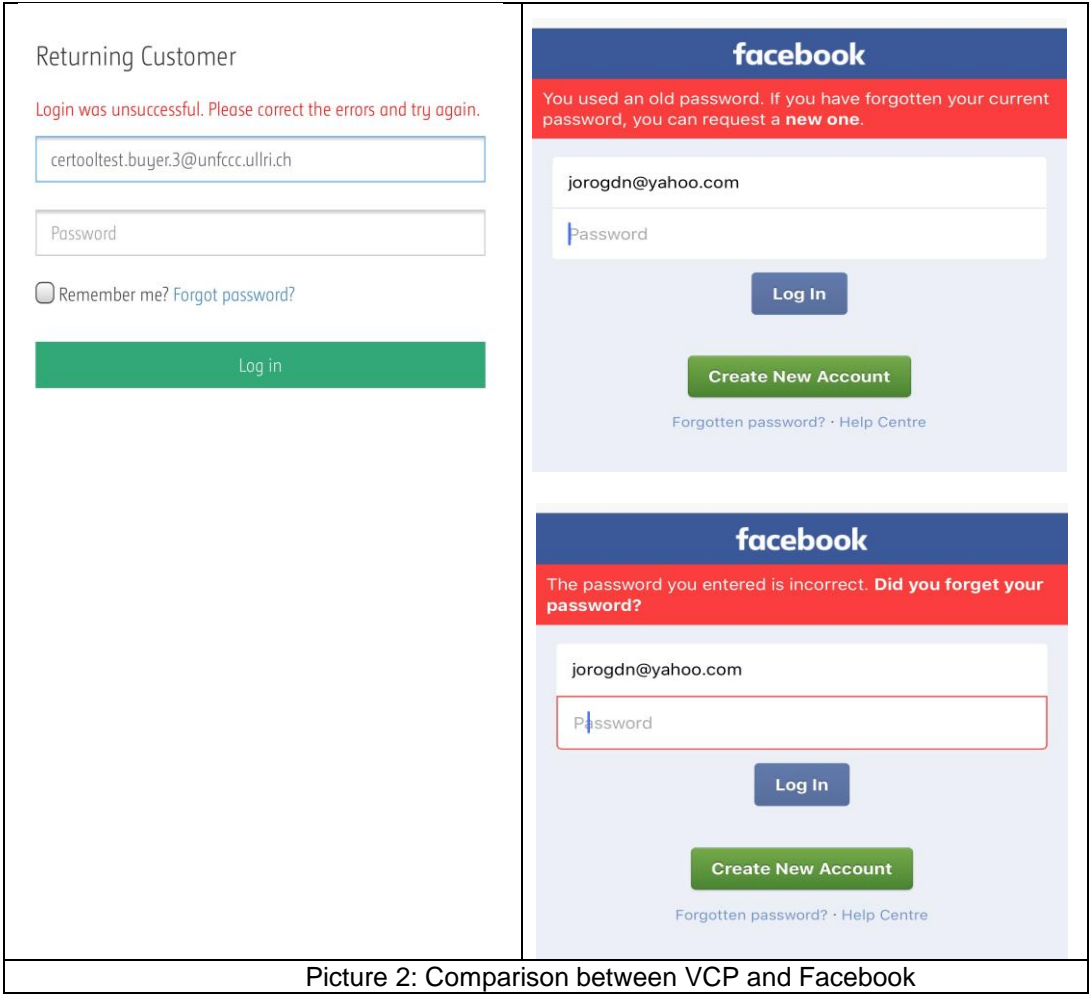 Returning Customer
Login was unsuccessful. Please correct the errors and try again.
certooltest.buyer.3@unfccc.ullri.ch
Password
Remember me? Forgot password?
Log in
facebook
You used an old password. If you have forgotten your current
password, you can request a new one.
jorogdn@yahoo.com
Password
Log In
Create New Account
Forgotten password? · Help Centre
facebook
The password you entered is incorrect. Did you forget your
password?
jorogdn@yahoo.com
Password
Log In
Create New Account
Forgotten password? · Help Centre
Picture 2: Comparison between VCP and Facebook